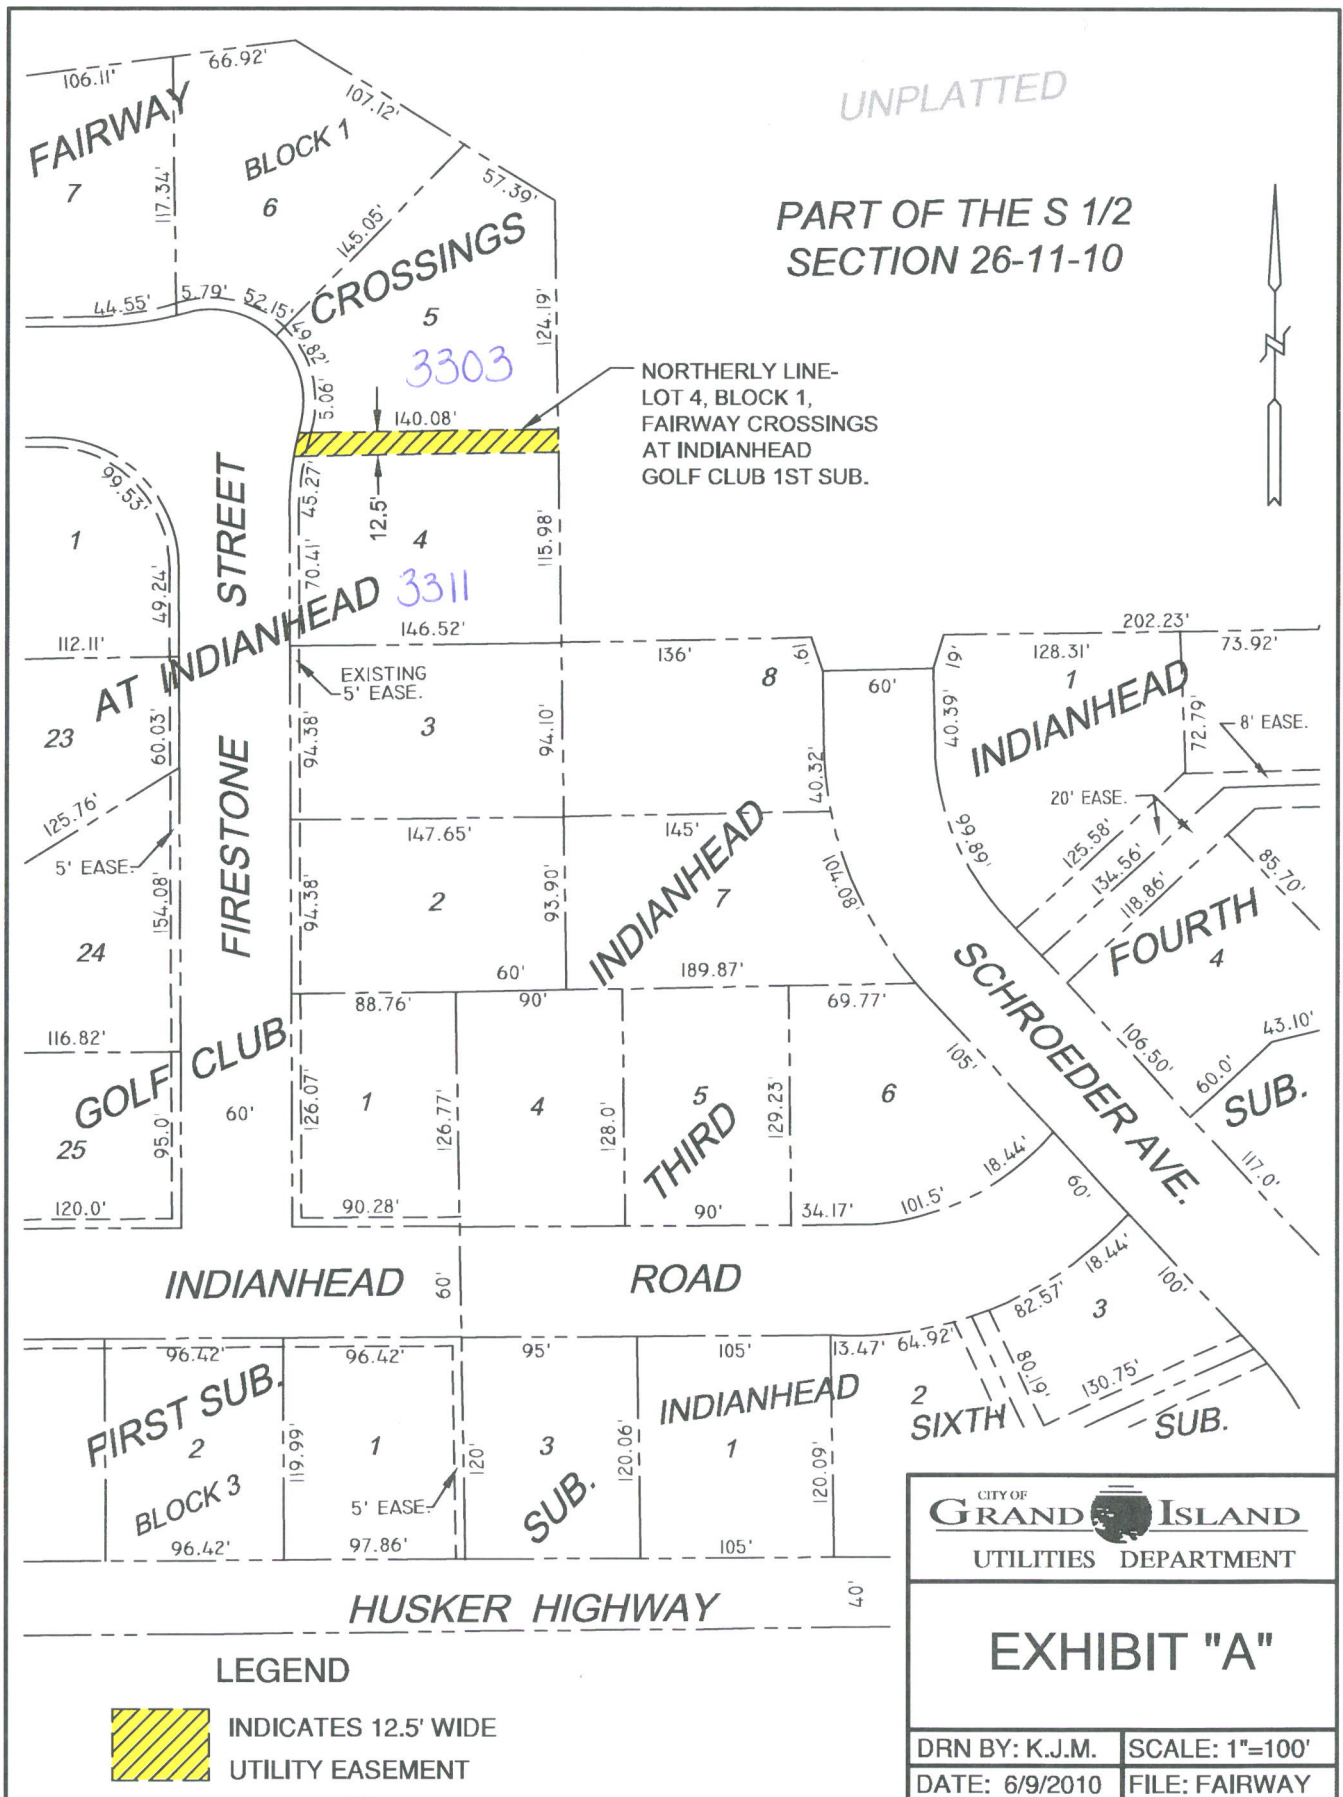 106.11'
66.92'
107.12'
UNPLATTED
FAIRWAY
BLOCK 1
7
117.34'
6
145.05'
57.39'
PART OF THE S 1/2
SECTION 26-11-10
CROSSINGS
44.55'
5.79'
52.15'
49.82'
5.06'
5
124.19'
3303
140.08'
NORTHERLY LINE-
LOT 4, BLOCK 1,
FAIRWAY CROSSINGS
AT INDIANHEAD
GOLF CLUB 1ST SUB.
N
99.53'
1
STREET
45.27'
12.5'
4
115.98'
49.24'
70.41'
3311
112.11'
AT INDIANHEAD
146.52'
EXISTING
5' EASE.
136'
8
19'
60'
19'
202.23'
128.31'
73.92'
1
INDIANHEAD
72.79'
8' EASE.
40.39'
23
60.03'
FIRESTONE
94.38'
3
94.10'
40.32'
125.76'
5' EASE.
147.65'
145'
20' EASE.
99.89'
125.58'
134.56'
118.86'
85.70'
154.08'
94.38'
2
93.90'
INDIANHEAD
7
104.08'
FOURTH
4
24
60'
189.87'
SCHROEDER AVE.
88.76'
90'
69.77'
116.82'
GOLF CLUB
105'
106.50'
43.10'
60.0'
SUB.
25
95.0'
60'
126.07'
1
126.77'
4
128.0'
5
THIRD
129.23'
6
18.44'
60'
117.0'
120.0'
90.28'
90'
34.17'
101.5'
INDIANHEAD
60'
ROAD
18.44'
82.57'
3
100'
96.42'
96.42'
95'
105'
13.47'
64.92'
80.19'
130.75'
FIRST SUB.
2
119.99'
1
120'
3
120.06'
INDIANHEAD
1
120.09'
2
SIXTH
SUB.
BLOCK 3
5' EASE.
SUB.
96.42'
97.86'
105'
HUSKER HIGHWAY
40'
CITY OF
GRAND ISLAND
UTILITIES DEPARTMENT
EXHIBIT "A"
LEGEND
INDICATES 12.5' WIDE
UTILITY EASEMENT
DRN BY: K.J.M.
SCALE: 1"=100'
DATE: 6/9/2010
FILE: FAIRWAY